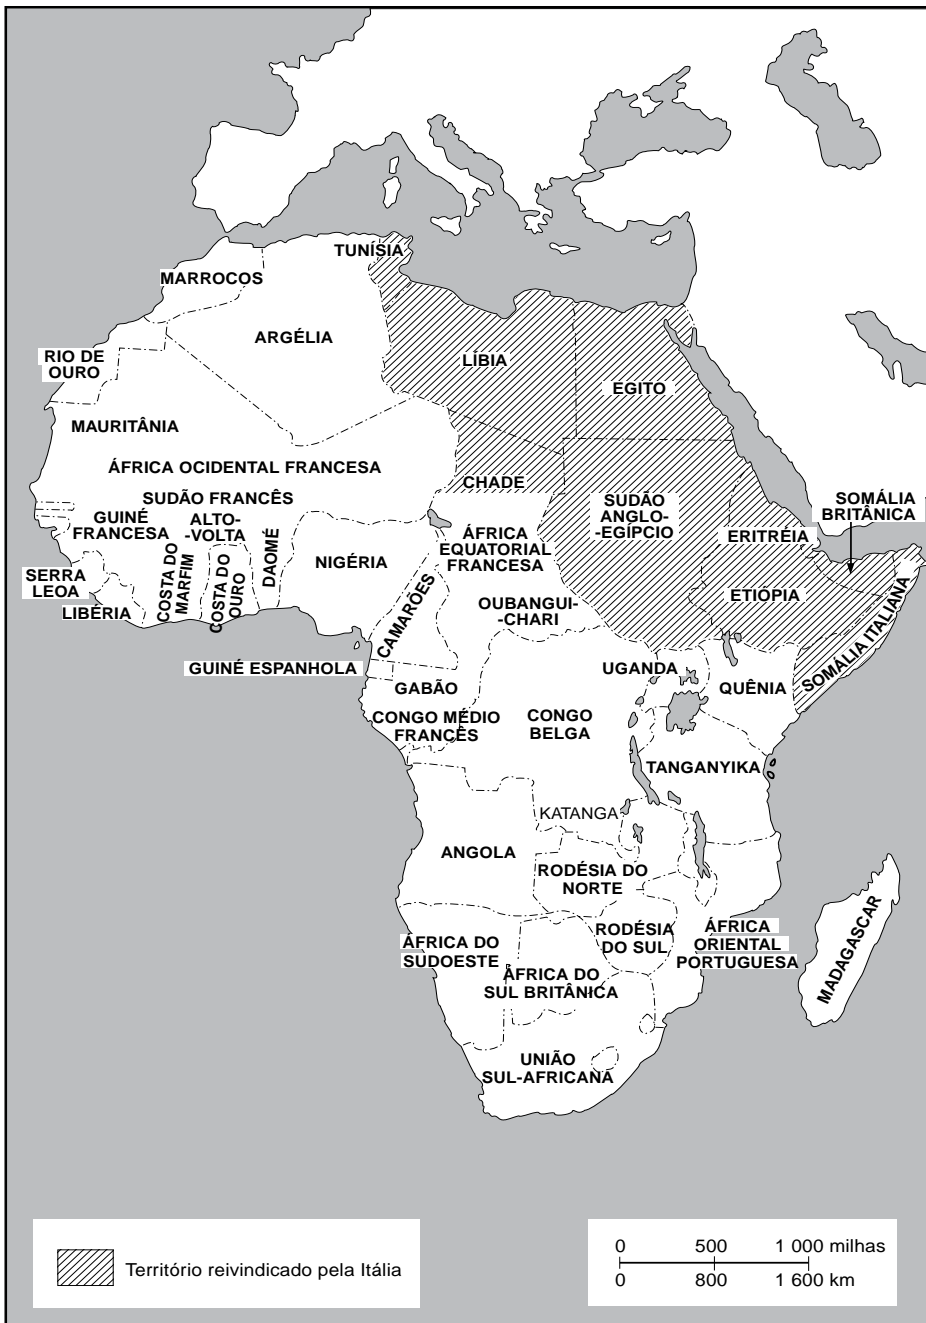 TUNÍSIA
MARROCOS
ARGÉLIA
LÍBIA
EGITO
RIO DE
OURO
MAURITÂNIA
ÁFRICA OCIDENTAL FRANCESA
CHADE
SUDÃO FRANCÊS
GUINÉ
FRANCESA
ALTO-
-VOLTA
SUDÃO
ANGLO-
-EGÍPCIO
SOMÁLIA
BRITÂNICA
ERITRÉIA
ÁFRICA
EQUATORIAL
FRANCESA
NIGÉRIA
DAOMÉ
COSTA DO
MARFIM
COSTA DO
OURO
SERRA
LEOA
LIBÉRIA
CAMARÕES
OUBANGUI-
-CHARI
ETIÓPIA
SOMÁLIA ITALIANA
GUINÉ ESPANHOLA
UGANDA
QUÊNIA
GABÃO
CONGO MÉDIO
FRANCÊS
CONGO
BELGA
TANGANYIKA
KATANGA
ANGOLA
RODÉSIA DO
NORTE
RODÉSIA
DO SUL
ÁFRICA
ORIENTAL
PORTUGUESA
MADAGASCAR
ÁFRICA DO
SUDOESTE
ÁFRICA DO
SUL BRITÂNICA
UNIÃO
SUL-AFRICANA
Território reivindicado pela Itália
0 500 1 000 milhas
0 800 1 600 km